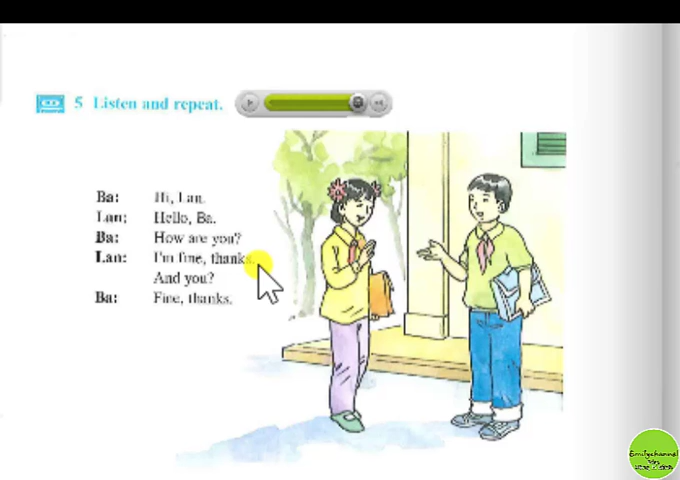 5 Listen and repeat.
Ba: Hi, Lan.
Lan: Hello, Ba.
Ba: How are you?
Lan: I'm fine, thanks.
And you?
Ba: Fine, thanks.
Emilychannel